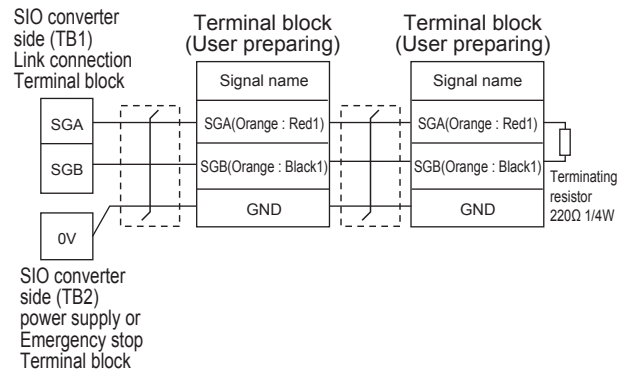 SIO converter
side (TB1)
Link connection
Terminal block
Terminal block
(User preparing)
Terminal block
(User preparing)
Signal name
Signal name
SGA
SGA(Orange : Red1)
SGA(Orange : Red1)
SGB
SGB(Orange : Black1)
SGB(Orange : Black1)
Terminating
resistor
220Ω 1/4W
GND
GND
0V
SIO converter
side (TB2)
power supply or
Emergency stop
Terminal block